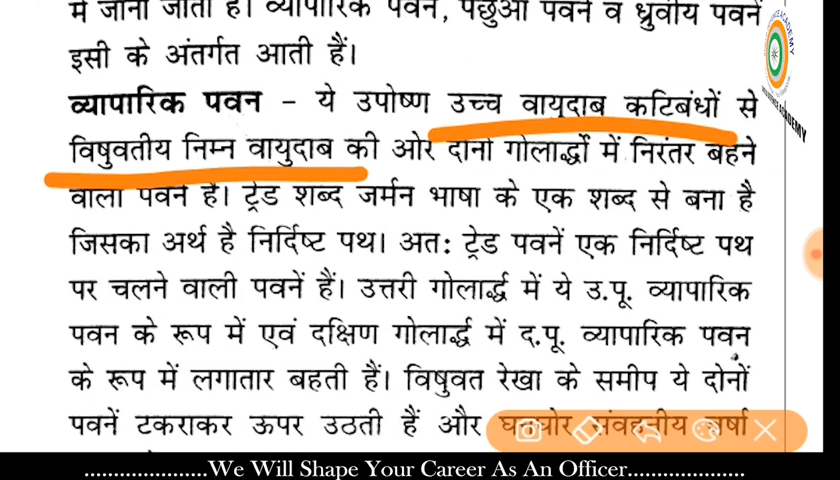 में जाना जाता है। व्यापारिक पवन, पछुआ पवन व ध्रुवीय पवनें
इसी के अंतर्गत आती हैं।
व्यापारिक पवन - ये उपोष्ण उच्च वायुदाब कटिबंधों से
विषुवतीय निम्न वायुदाब की ओर दोनों गोलार्द्धों में निरंतर बहने
वाली पवनें हैं। ट्रेड शब्द जर्मन भाषा के एक शब्द से बना है
जिसका अर्थ है निर्दिष्ट पथ। अत: ट्रेड पवनें एक निर्दिष्ट पथ
पर चलने वाली पवनें हैं। उत्तरी गोलार्द्ध में ये उ.पू. व्यापारिक
पवन के रूप में एवं दक्षिण गोलार्द्ध में द.पू. व्यापारिक पवन
के रूप में लगातार बहती हैं। विषुवत रेखा के समीप ये दोनों
पवनें टकराकर ऊपर उठती हैं और घनघोर संवहनीय वर्षा
ACADEMY
..................We Will Shape Your Career As An Officer....................